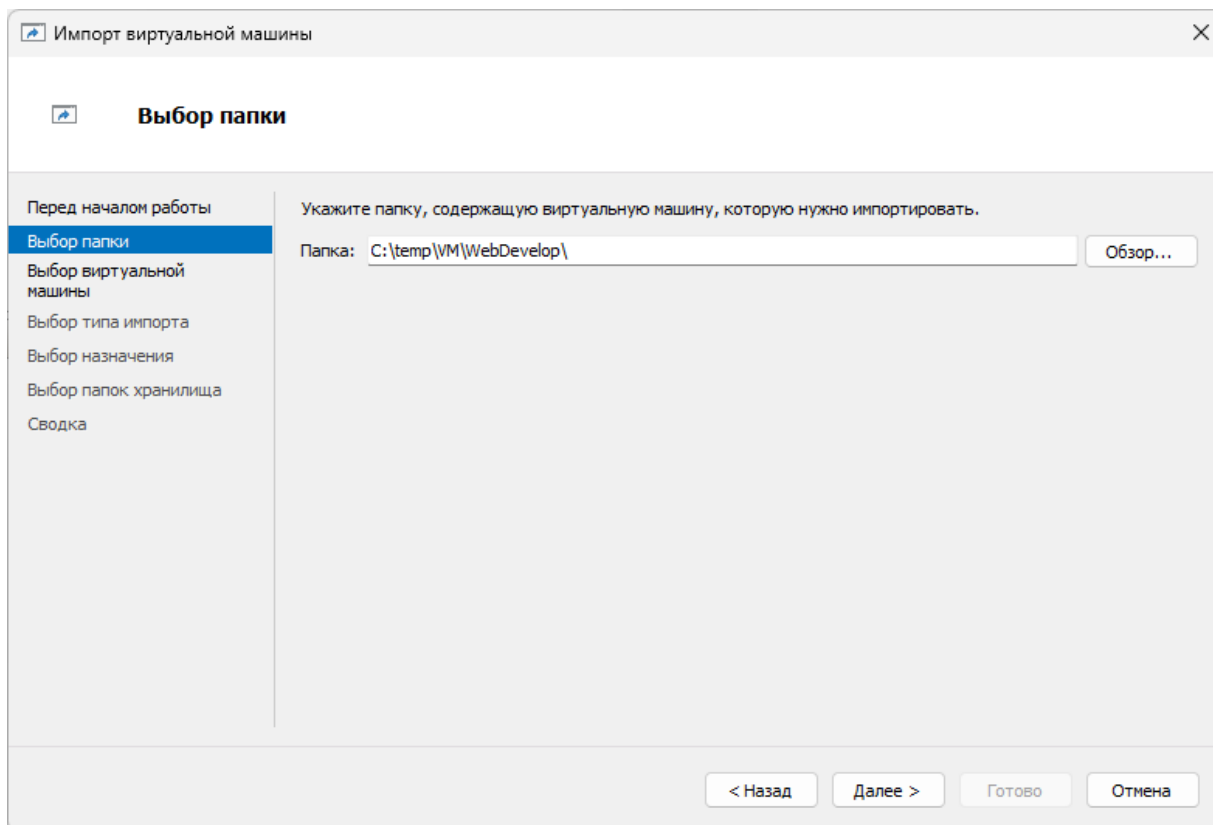 Импорт виртуальной машины
Выбор папки
Перед началом работы
Выбор папки
Выбор виртуальной
машины
Выбор типа импорта
Выбор назначения
Выбор папок хранилища
Сводка
Укажите папку, содержащую виртуальную машину, которую нужно импортировать.
Папка: C:\temp\VM\WebDevelop\ Обзор...
< Назад Далее > Готово Отмена